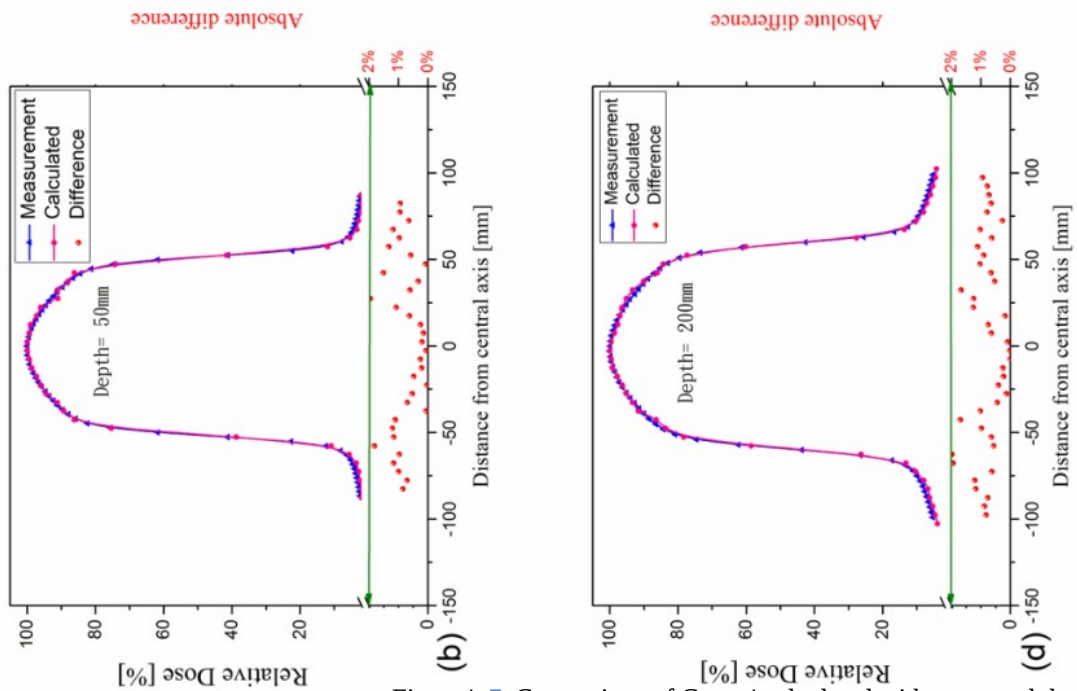 Absolute difference
2%
1%
0%
Measurement
Calculated
Difference
Depth= 50mm
100
80
60
40
20
0
-150
-100
-50
0
50
100
150
Relative Dose [%]
Distance from central axis [mm]
(b)
Absolute difference
2%
1%
0%
Measurement
Calculated
Difference
Depth= 200mm
100
80
60
40
20
0
-150
-100
-50
0
50
100
150
Relative Dose [%]
Distance from central axis [mm]
(d)